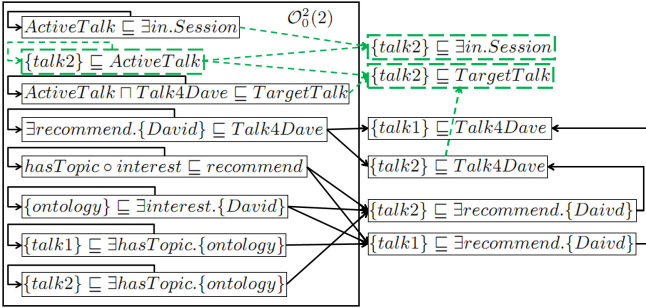 ActiveTalk ⊑ ∃in.Session
𝒪₀²(2)
{talk2} ⊑ ∃in.Session
{talk2} ⊑ ActiveTalk
{talk2} ⊑ TargetTalk
ActiveTalk ⊓ Talk4Dave ⊑ TargetTalk
∃recommend.{David} ⊑ Talk4Dave
{talk1} ⊑ Talk4Dave
hasTopic ∘ interest ⊑ recommend
{talk2} ⊑ Talk4Dave
{ontology} ⊑ ∃interest.{David}
{talk2} ⊑ ∃recommend.{Daivd}
{talk1} ⊑ ∃hasTopic.{ontology}
{talk1} ⊑ ∃recommend.{Daivd}
{talk2} ⊑ ∃hasTopic.{ontology}